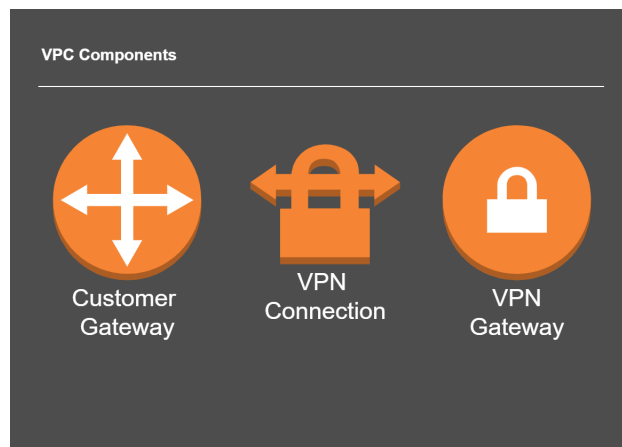 VPC Components
Customer
Gateway
VPN
Connection
VPN
Gateway